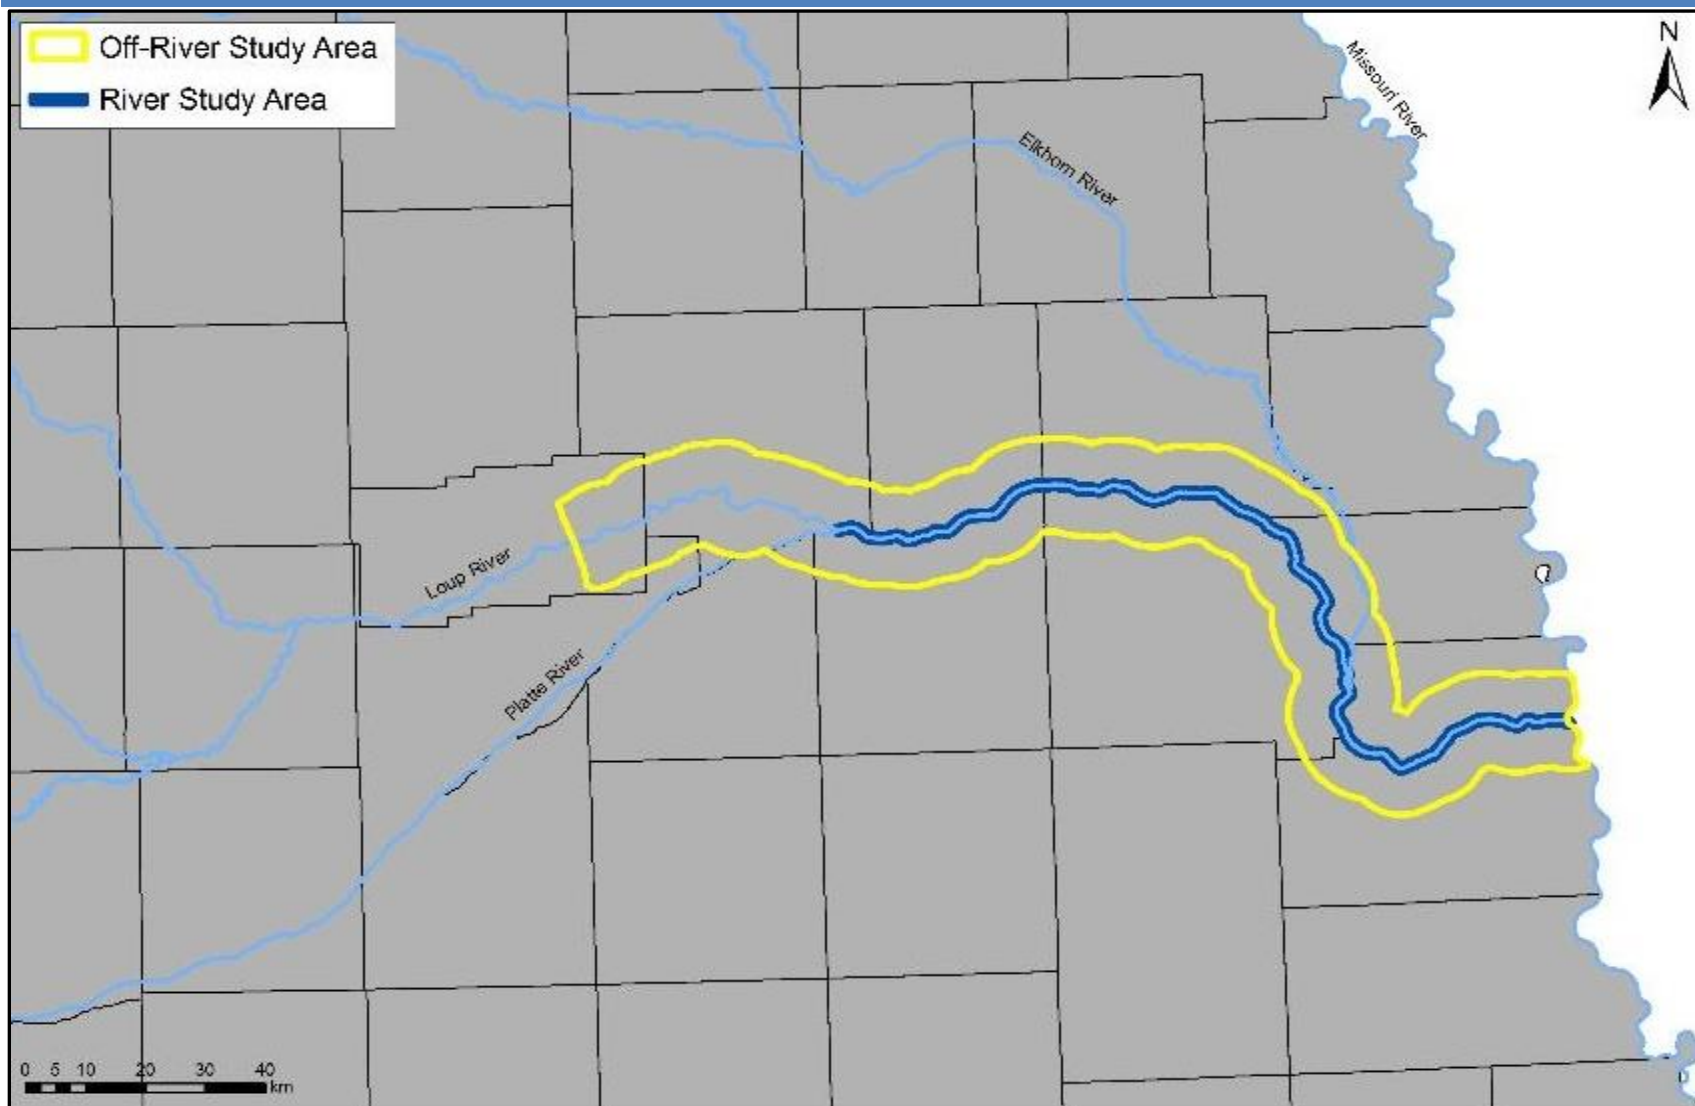 Off-River Study Area
River Study Area
N
Missouri River
Elkhorn River
Loup River
Platte River
0 5 10 20 30 40
km